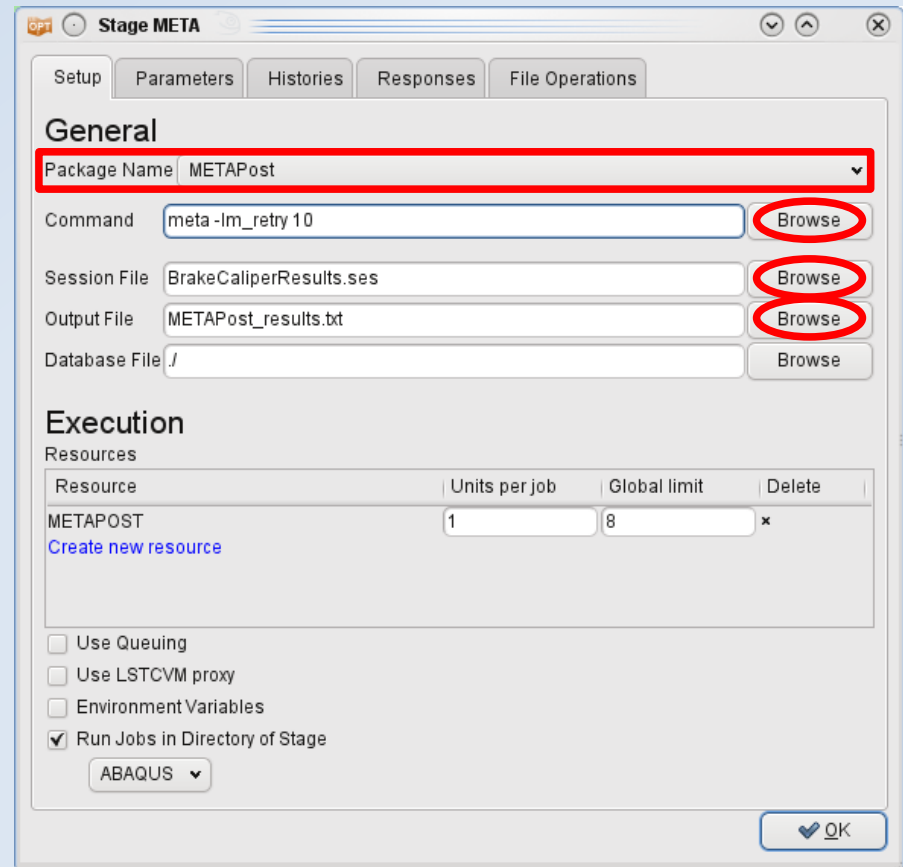 OPT Stage META
Setup Parameters Histories Responses File Operations
General
Package Name METAPost
Command meta -lm_retry 10 Browse
Session File BrakeCaliperResults.ses Browse
Output File METAPost_results.txt Browse
Database File ./ Browse
Execution
Resources
Resource Units per job Global limit Delete
METAPOST 1 8 ×
Create new resource
Use Queuing
Use LSTCVM proxy
Environment Variables
Run Jobs in Directory of Stage
ABAQUS
OK